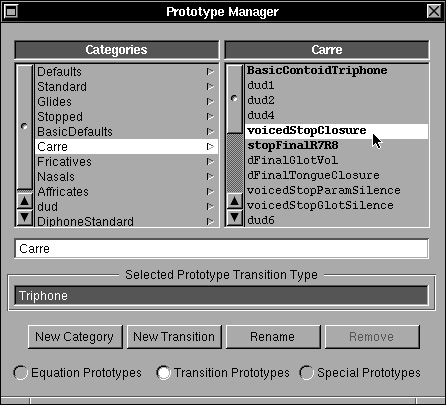 Prototype Manager
Categories
Defaults
Standard
Glides
Stopped
BasicDefaults
Carre
Fricatives
Nasals
Affricates
dud
DiphoneStandard
Carre
BasicContoidTriphone
dud1
dud2
dud4
voicedStopClosure
stopFinalR7R8
dFinalGlotVol
dFinalTongueClosure
voicedStopParamSilence
voicedStopGlotSilence
dud6
Carre
Selected Prototype Transition Type
Triphone
New Category New Transition Rename Remove
Equation Prototypes Transition Prototypes Special Prototypes